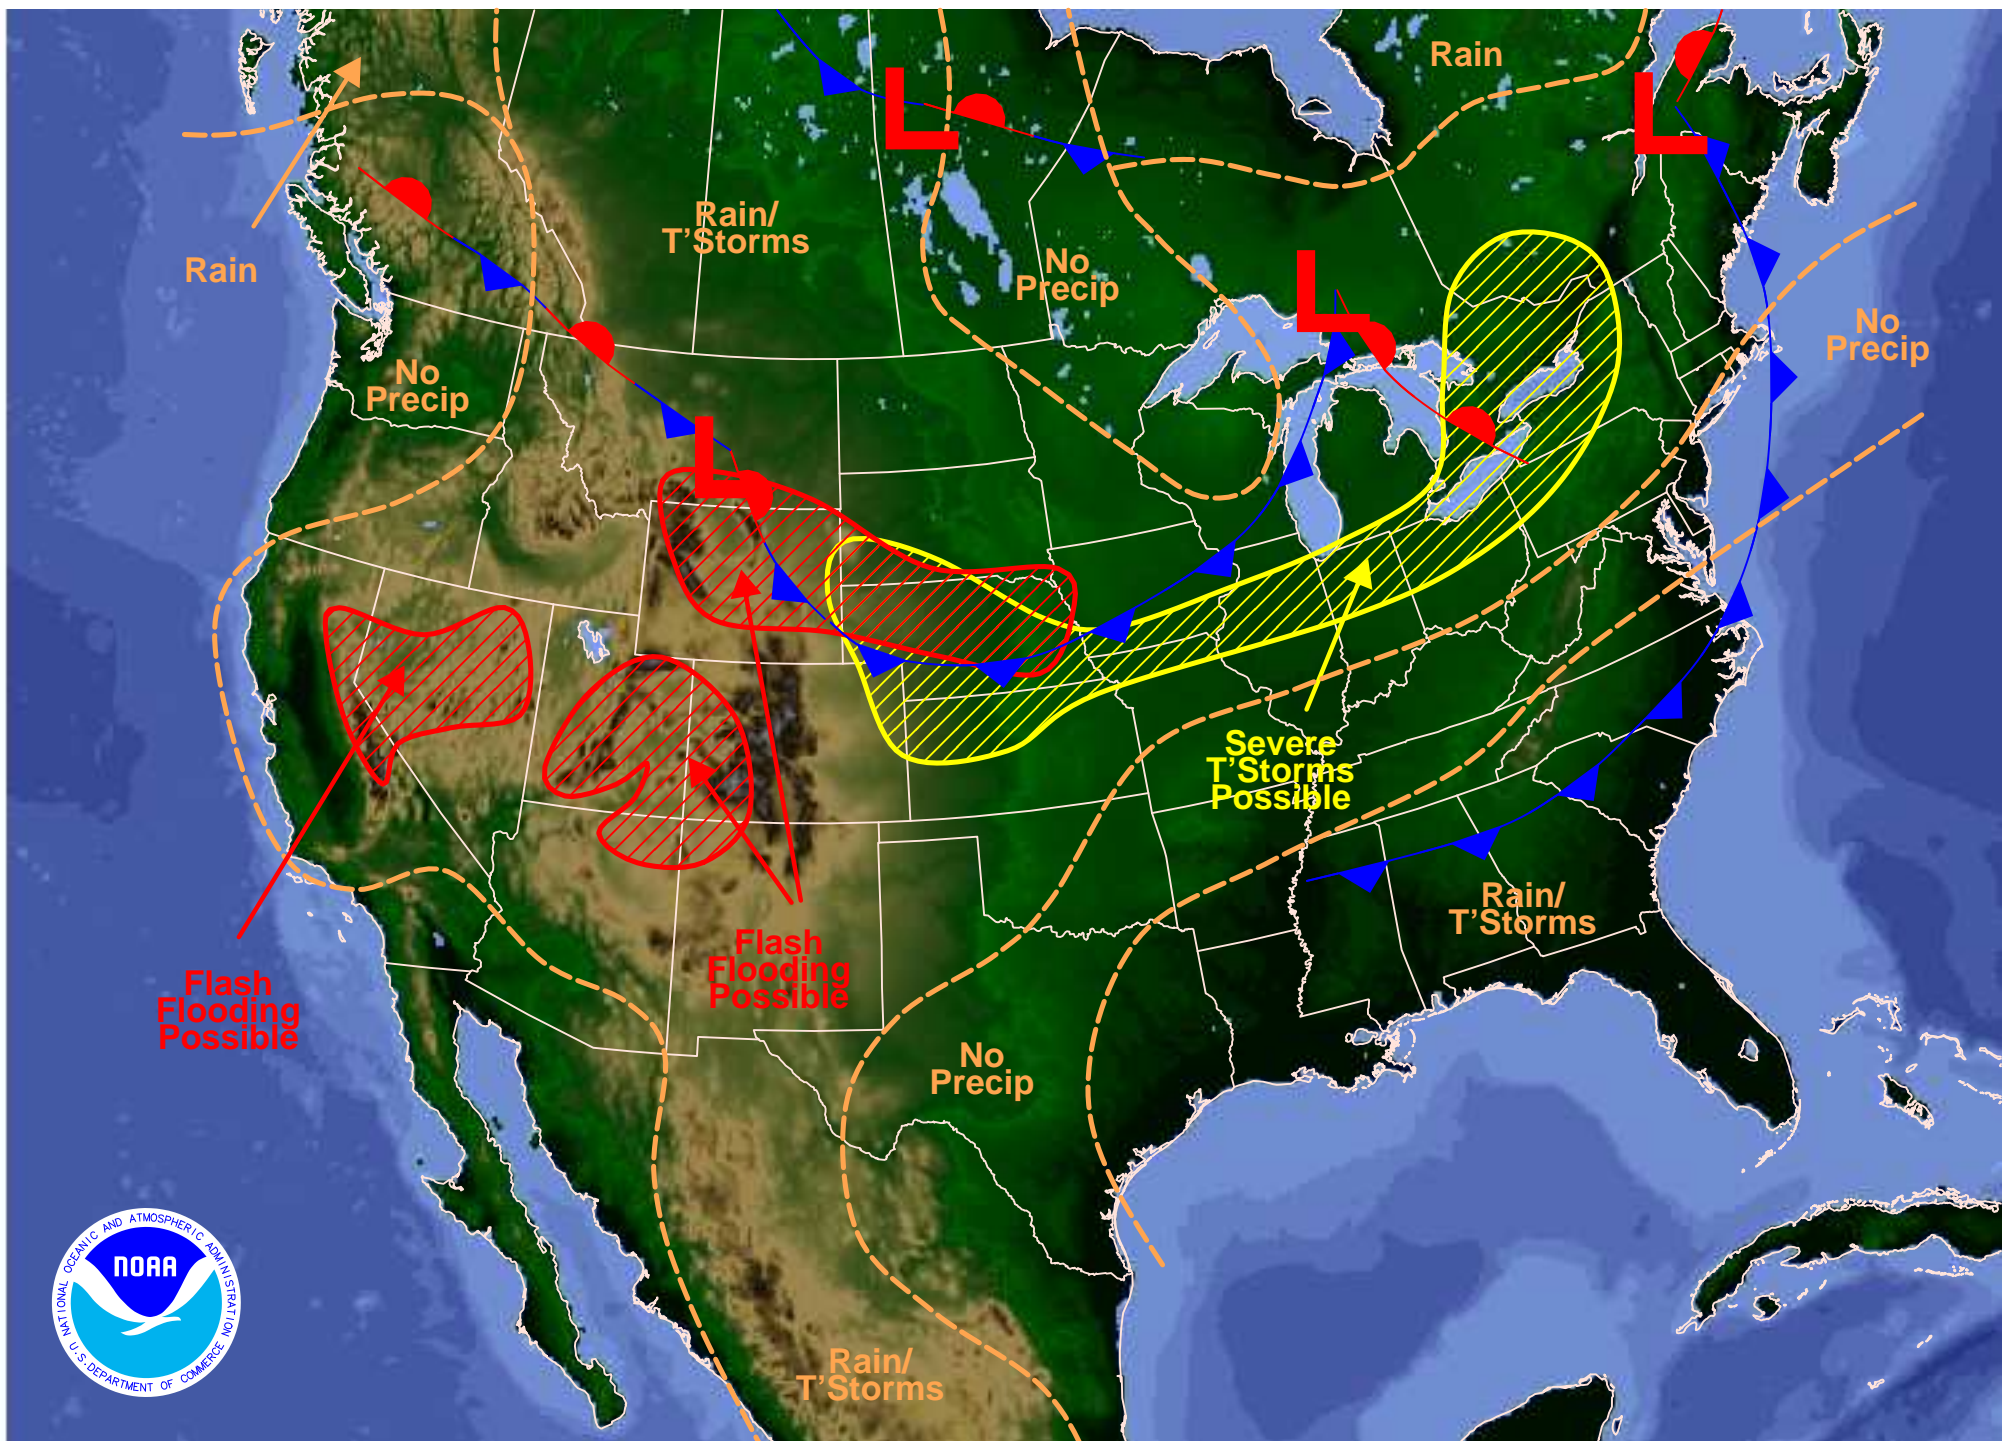 Rain
L
L
Rain/
T'Storms
Rain
No
Precip
L
No
Precip
No
Precip
L
Severe
T'Storms
Possible
Rain/
T'Storms
Flash
Flooding
Possible
Flash
Flooding
Possible
No
Precip
Rain/
T'Storms
NATIONAL OCEANIC AND ATMOSPHERIC ADMINISTRATION
NOAA
U.S. DEPARTMENT OF COMMERCE